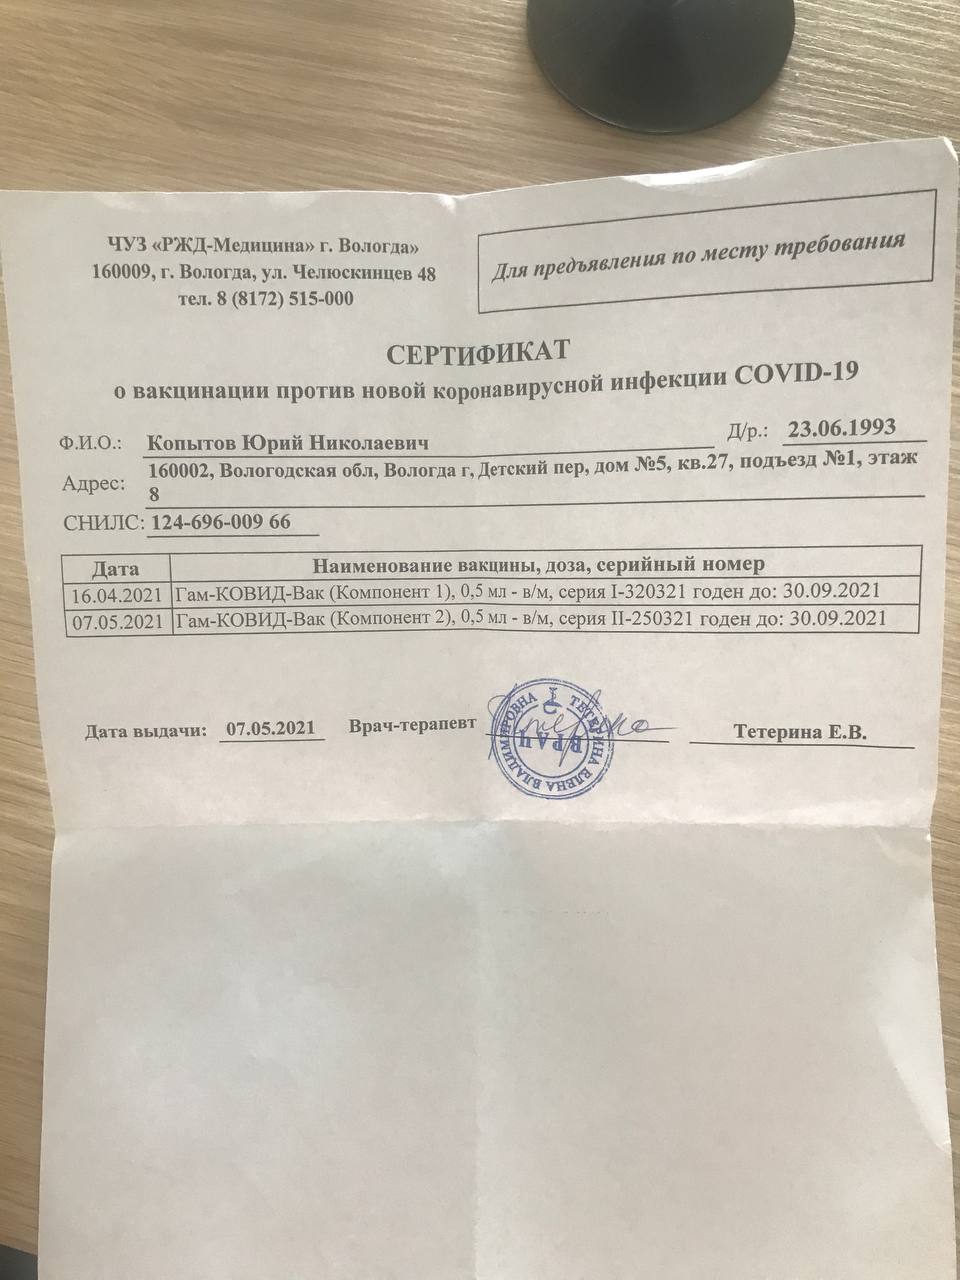 ЧУЗ «РЖД-Медицина» г. Вологда»
160009, г. Вологда, ул. Челюскинцев 48
тел. 8 (8172) 515-000
Для предъявления по месту требования
СЕРТИФИКАТ
о вакцинации против новой коронавирусной инфекции COVID-19
Ф.И.О.: Копытов Юрий Николаевич Д/р.: 23.06.1993
Адрес: 160002, Вологодская обл, Вологда г, Детский пер, дом №5, кв.27, подъезд №1, этаж
8
СНИЛС: 124-696-009 66
Дата Наименование вакцины, доза, серийный номер
16.04.2021 Гам-КОВИД-Вак (Компонент 1), 0,5 мл - в/м, серия I-320321 годен до: 30.09.2021
07.05.2021 Гам-КОВИД-Вак (Компонент 2), 0,5 мл - в/м, серия II-250321 годен до: 30.09.2021
Дата выдачи: 07.05.2021 Врач-терапевт Тетерина Е.В.
ТЕТЕРИНА ЕЛЕНА ВЛАДИМИРОВНА
ВРАЧ